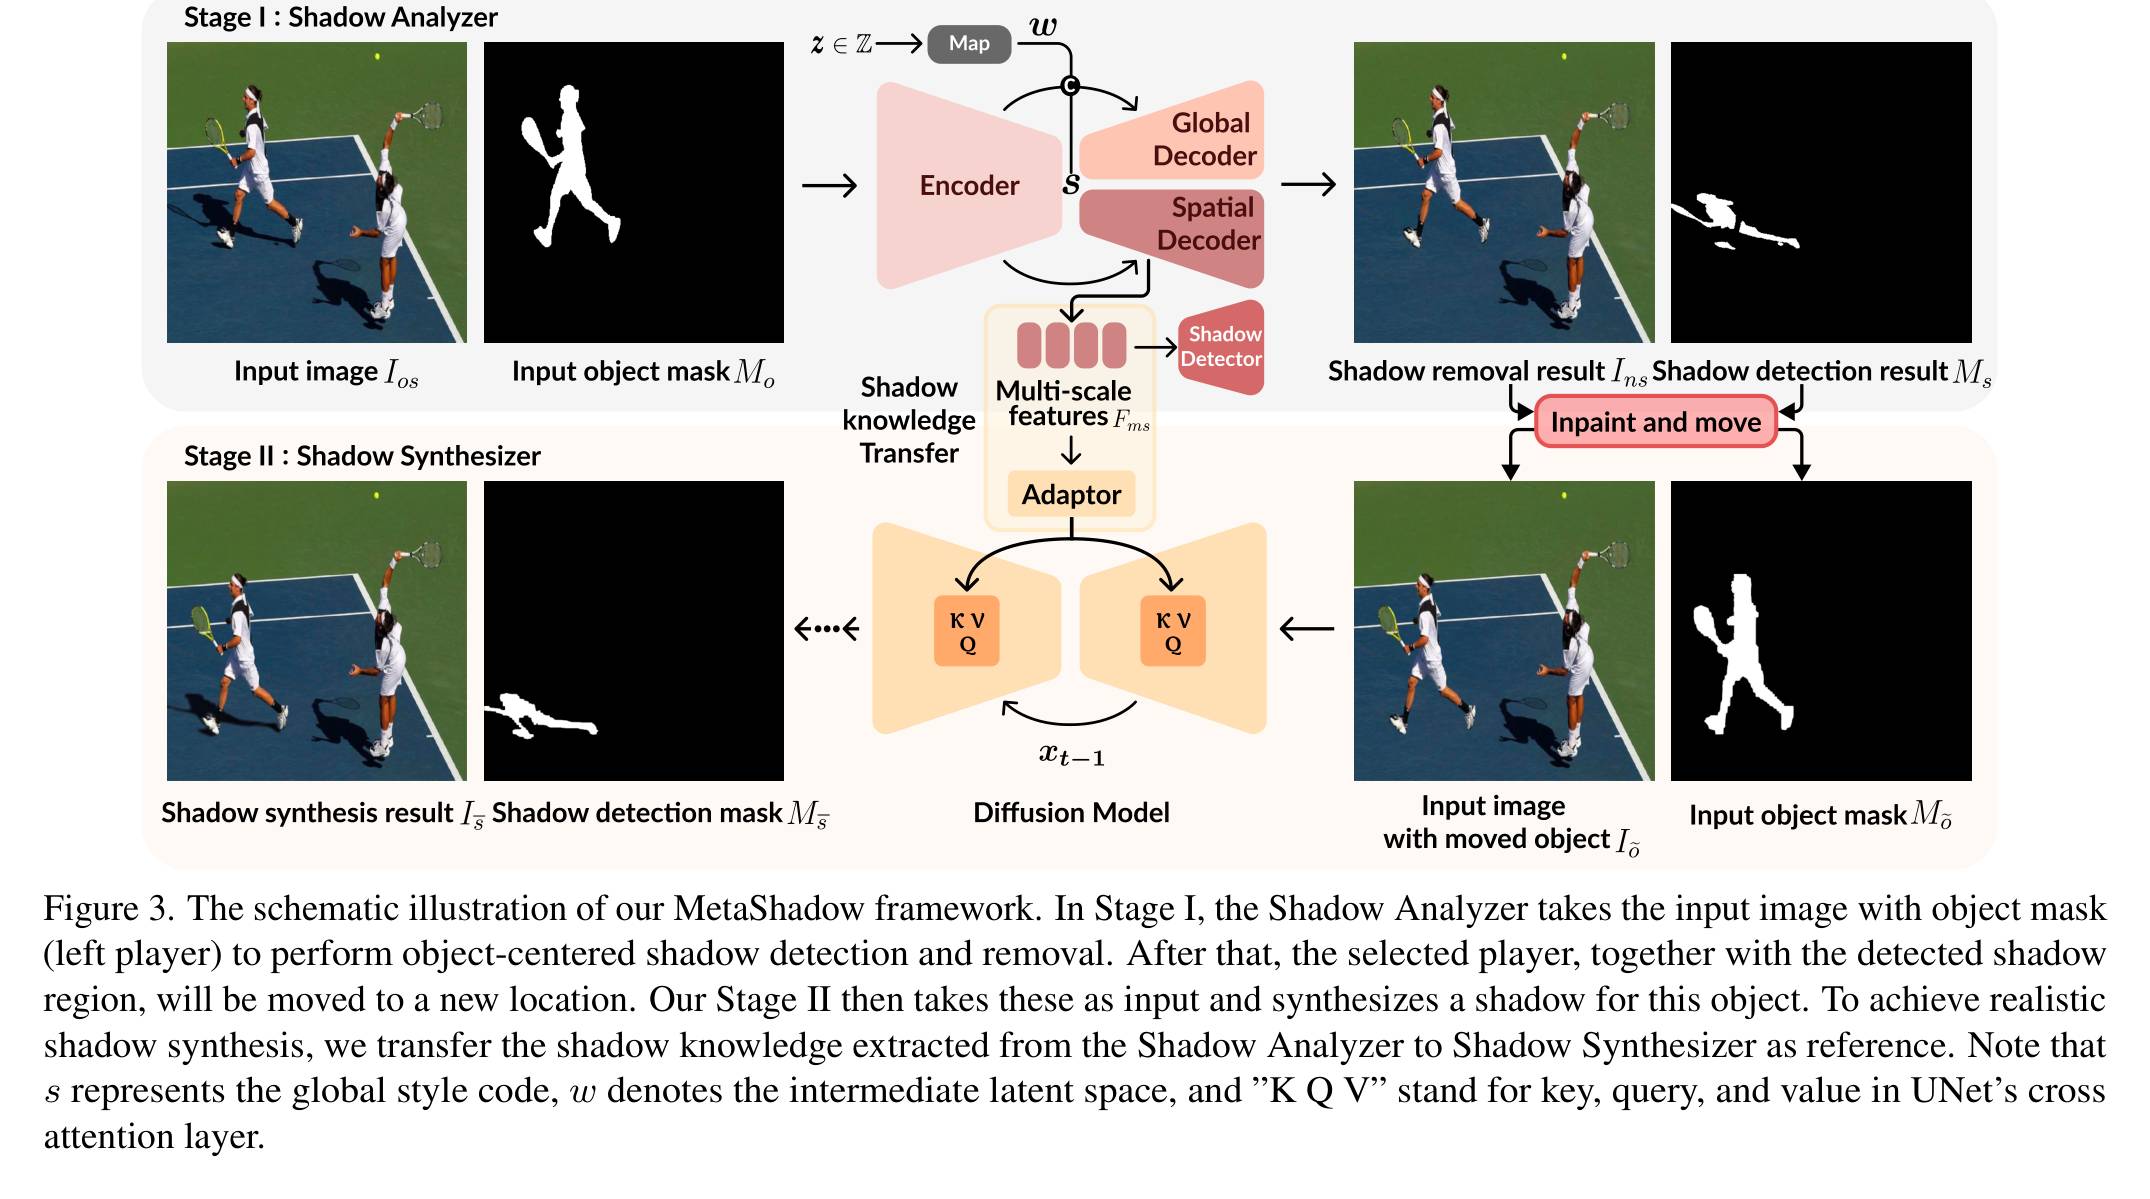 Stage I : Shadow Analyzer
z ∈ ℤ
Map
w
C
Encoder
s
Global
Decoder
Spatial
Decoder
Shadow
Detector
Input image I_{os}
Input object mask M_o
Shadow removal result I_{ns}
Shadow detection result M_s
Shadow
knowledge
Transfer
Multi-scale
features F_{ms}
Adaptor
Inpaint and move
Stage II : Shadow Synthesizer
K V
Q
K V
Q
x_{t-1}
Diffusion Model
Shadow synthesis result I_{\bar{s}}
Shadow detection mask M_{\bar{s}}
Input image
with moved object I_{\tilde{o}}
Input object mask M_{\tilde{o}}
Figure 3. The schematic illustration of our MetaShadow framework. In Stage I, the Shadow Analyzer takes the input image with object mask
(left player) to perform object-centered shadow detection and removal. After that, the selected player, together with the detected shadow
region, will be moved to a new location. Our Stage II then takes these as input and synthesizes a shadow for this object. To achieve realistic
shadow synthesis, we transfer the shadow knowledge extracted from the Shadow Analyzer to Shadow Synthesizer as reference. Note that
s represents the global style code, w denotes the intermediate latent space, and ”K Q V” stand for key, query, and value in UNet’s cross
attention layer.